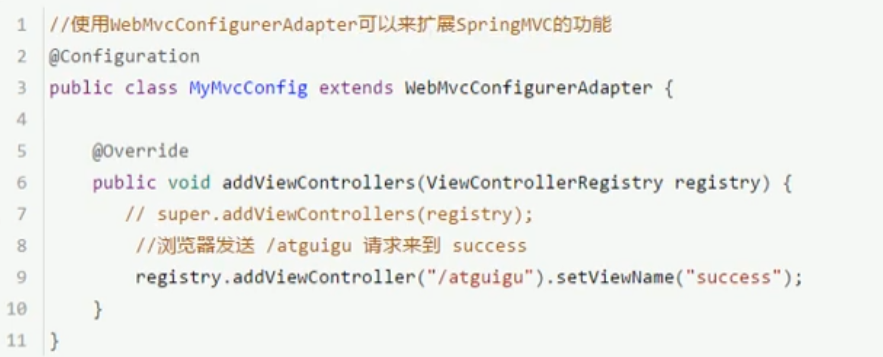 1 //使用WebMvcConfigurerAdapter可以来扩展SpringMVC的功能
2 @Configuration
3 public class MyMvcConfig extends WebMvcConfigurerAdapter {
4
5     @Override
6     public void addViewControllers(ViewControllerRegistry registry) {
7        // super.addViewControllers(registry);
8         //浏览器发送 /atguigu 请求来到 success
9         registry.addViewController("/atguigu").setViewName("success");
10     }
11 }